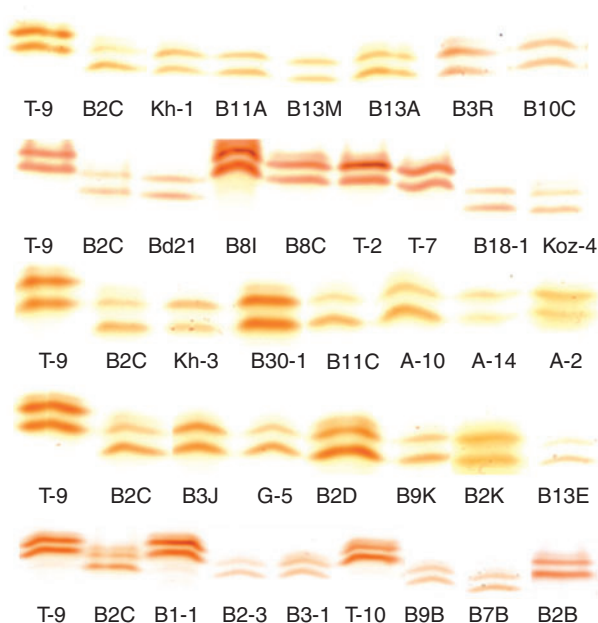 T-9 B2C Kh-1 B11A B13M B13A B3R B10C
T-9 B2C Bd21 B8I B8C T-2 T-7 B18-1 Koz-4
T-9 B2C Kh-3 B30-1 B11C A-10 A-14 A-2
T-9 B2C B3J G-5 B2D B9K B2K B13E
T-9 B2C B1-1 B2-3 B3-1 T-10 B9B B7B B2B